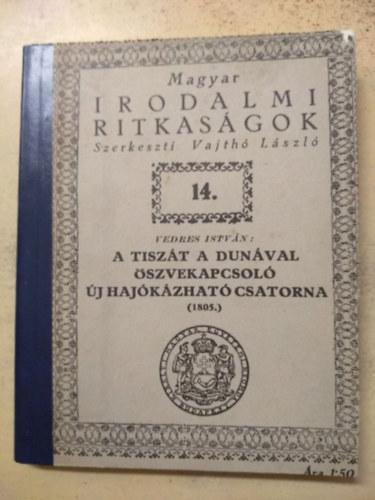 Magyar
IRODALMI
RITKASÁGOK
Szerkeszti Vajthó László
14.
VEDRES ISTVÁN:
A TISZÁT A DUNÁVAL
ÖSZVEKAPCSOLÓ
ÚJ HAJÓKÁZHATÓ CSATORNA
(1805.)
Ára 1·50